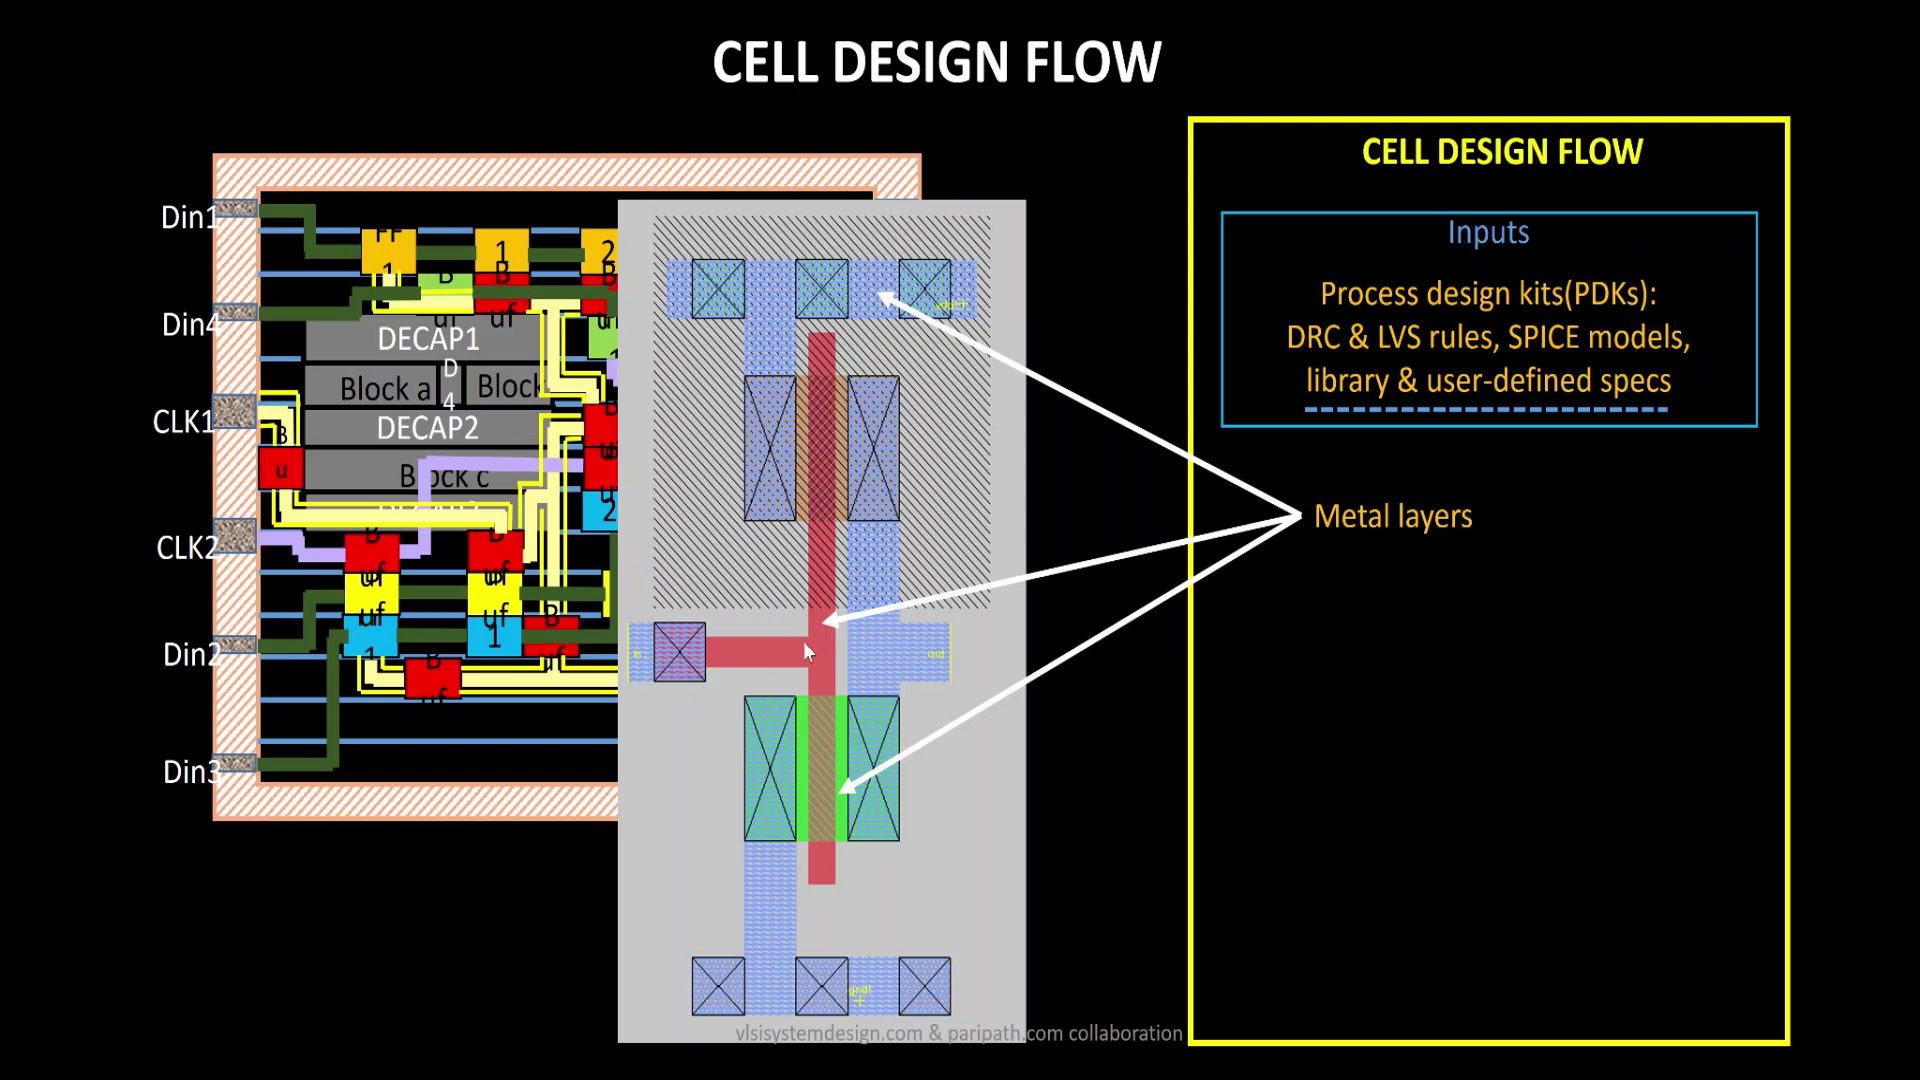 CELL DESIGN FLOW
CELL DESIGN FLOW
Inputs
Process design kits(PDKs):
DRC & LVS rules, SPICE models,
library & user-defined specs
Metal layers
Din1
Din4
CLK1
CLK2
Din2
Din3
FF
1
1
2
B
uf
B
uf
B
DECAP1
Block a
D
4
Block
DECAP2
B
u
Block c
2
B
uf
uf
B
uf
uf
1
1
B
uf
B
uf
vdd!
in
out
gnd!
vlsisystemdesign.com & paripath.com collaboration